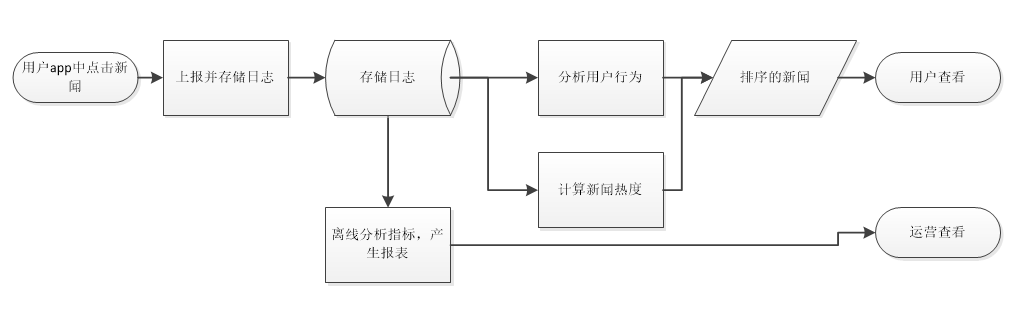 用户app中点击新
闻
上报并存储日志
存储日志
分析用户行为
排序的新闻
用户查看
计算新闻热度
离线分析指标，产
生报表
运营查看